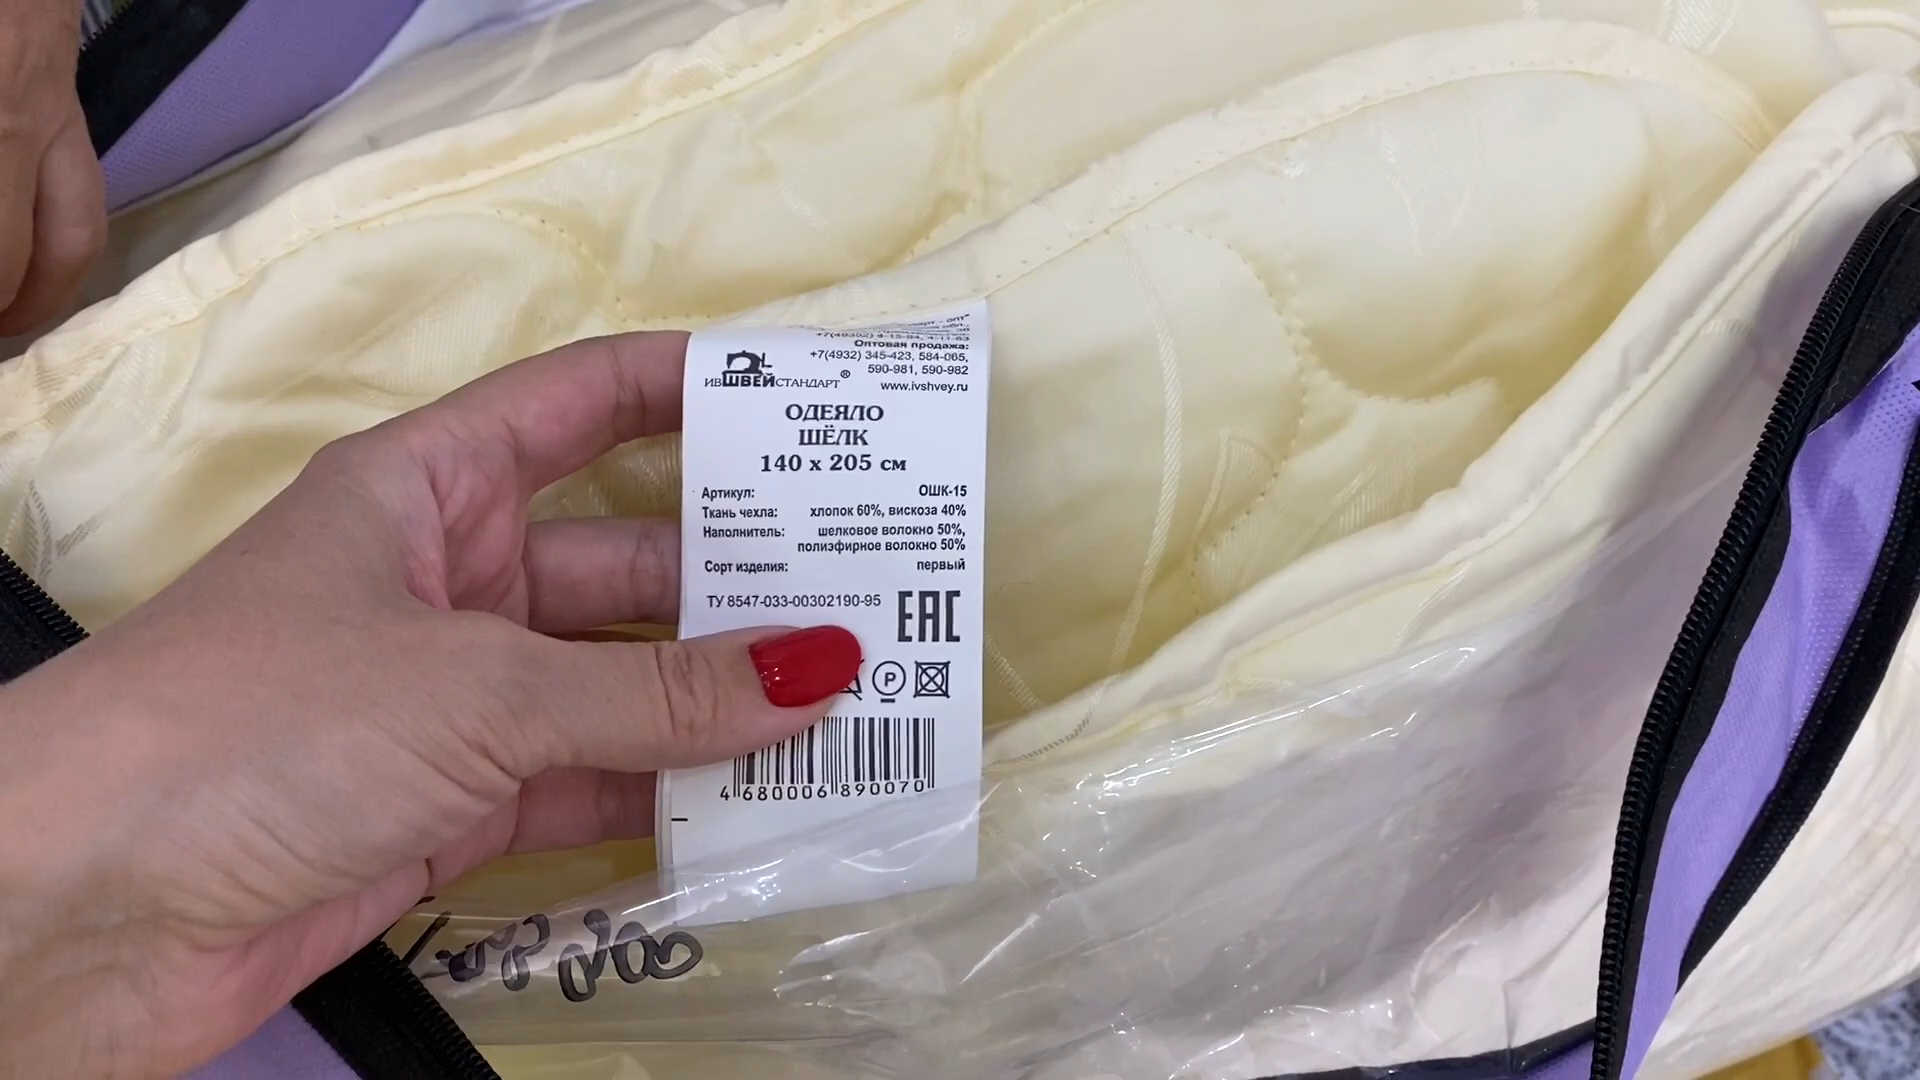 Оптовая продажа:
+7(4932) 345-423, 584-065,
590-981, 590-982
www.ivshvey.ru
ИВШВЕЙСТАНДАРТ®
ОДЕЯЛО
ШЁЛК
140 х 205 см
Артикул: ОШК-15
Ткань чехла: хлопок 60%, вискоза 40%
Наполнитель: шелковое волокно 50%,
полиэфирное волокно 50%
Сорт изделия: первый
ТУ 8547-033-00302190-95
ЕАС
P
4 680006 890070